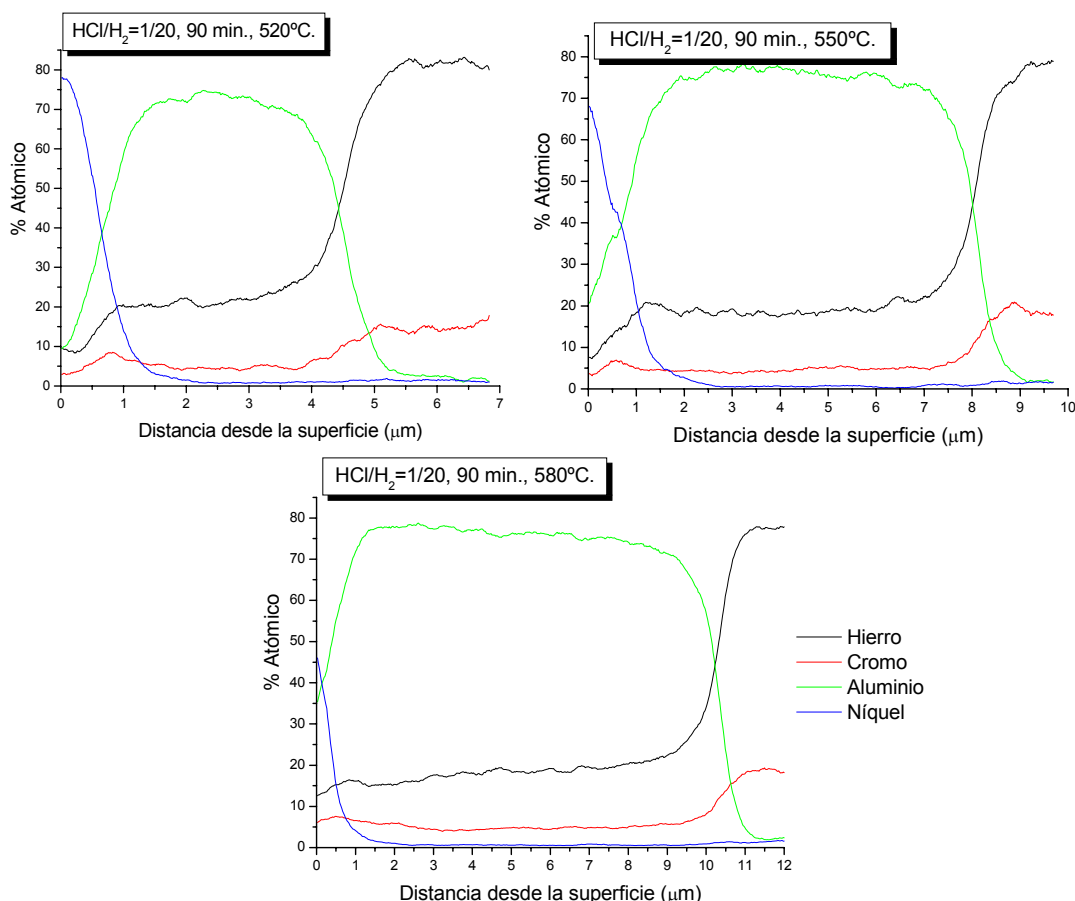 HCl/H2=1/20, 90 min., 520ºC.
80
70
60
50
40
30
20
10
0
% Atómico
0 1 2 3 4 5 6 7
Distancia desde la superficie (μm)
HCl/H2=1/20, 90 min., 550ºC.
80
70
60
50
40
30
20
10
0
% Atómico
0 1 2 3 4 5 6 7 8 9 10
Distancia desde la superficie (μm)
HCl/H2=1/20, 90 min., 580ºC.
80
70
60
50
40
30
20
10
0
% Atómico
0 1 2 3 4 5 6 7 8 9 10 11 12
Distancia desde la superficie (μm)
Hierro
Cromo
Aluminio
Níquel